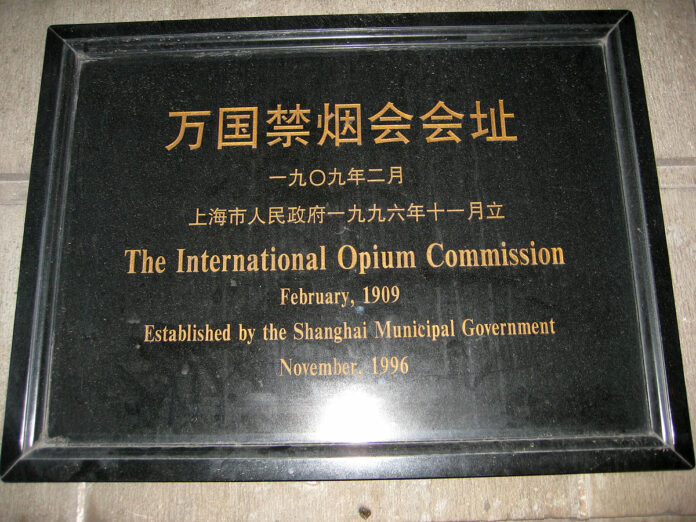 万国禁烟会会址
一九〇九年二月
上海市人民政府一九九六年十一月立
The International Opium Commission
February, 1909
Established by the Shanghai Municipal Government
November, 1996